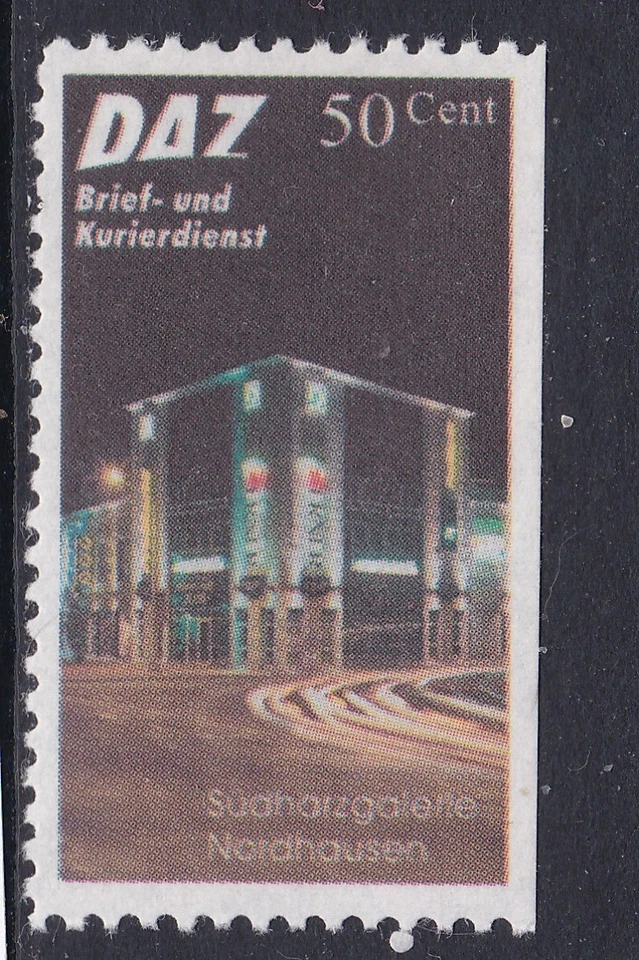 DAZ
50 Cent
Brief- und
Kurierdienst
Südharzgalerie
Nordhausen